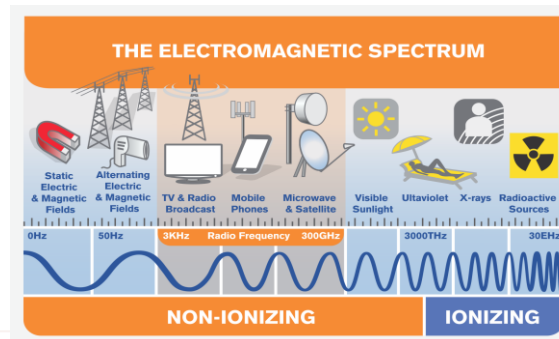 THE ELECTROMAGNETIC SPECTRUM
Static
Electric
& Magnetic
Fields
Alternating
Electric
& Magnetic
Fields
TV & Radio
Broadcast
Mobile
Phones
Microwave
& Satellite
Visible
Sunlight
Ultaviolet
X-rays
Radioactive
Sources
0Hz
50Hz
3KHz
Radio Frequency
300GHz
3000THz
30EHz
NON-IONIZING
IONIZING